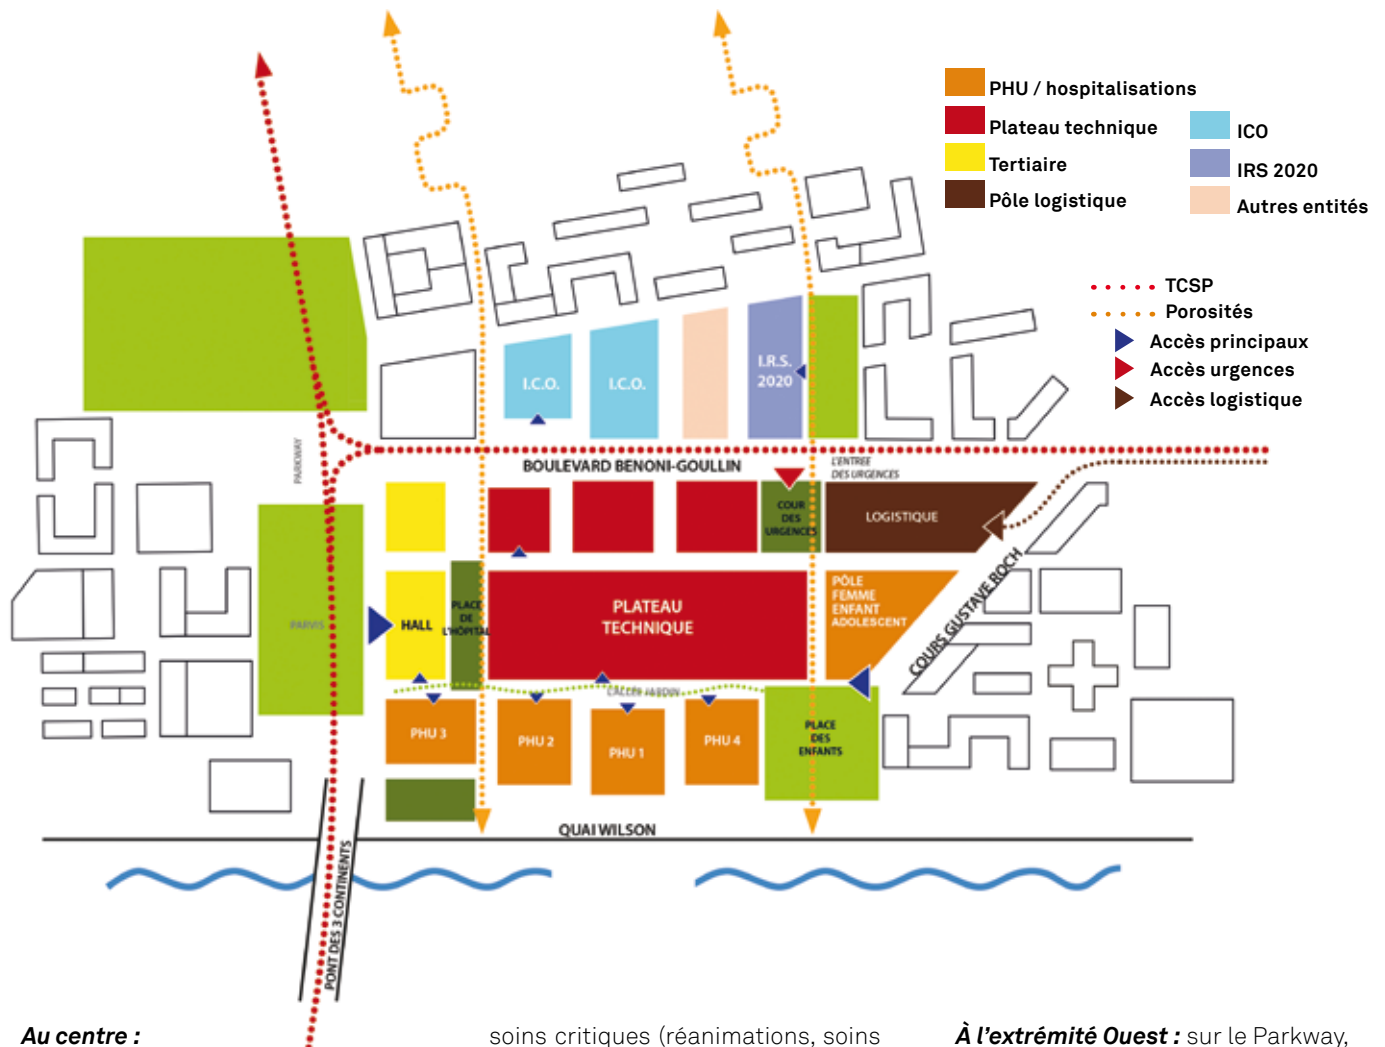 PHU / hospitalisations
Plateau technique
Tertiaire
Pôle logistique
ICO
IRS 2020
Autres entités
TCSP
Porosités
Accès principaux
Accès urgences
Accès logistique
I.C.O.
I.C.O.
I.R.S.
2020
PARKWAY
BOULEVARD BENONI-GOULLIN
L'ENTREE
DES URGENCES
COUR
DES
URGENCES
LOGISTIQUE
COURS GUSTAVE ROCH
PARVIS
HALL
PLACE
DE
L'HÔPITAL
PLATEAU
TECHNIQUE
PÔLE
FEMME
ENFANT
ADOLESCENT
L'ALLÉE JARDIN
PHU 3
PHU 2
PHU 1
PHU 4
PLACE
DES
ENFANTS
QUAI WILSON
PONT DES 3 CONTINENTS
Au centre :
soins critiques (réanimations, soins
À l'extrémité Ouest : sur le Parkway,